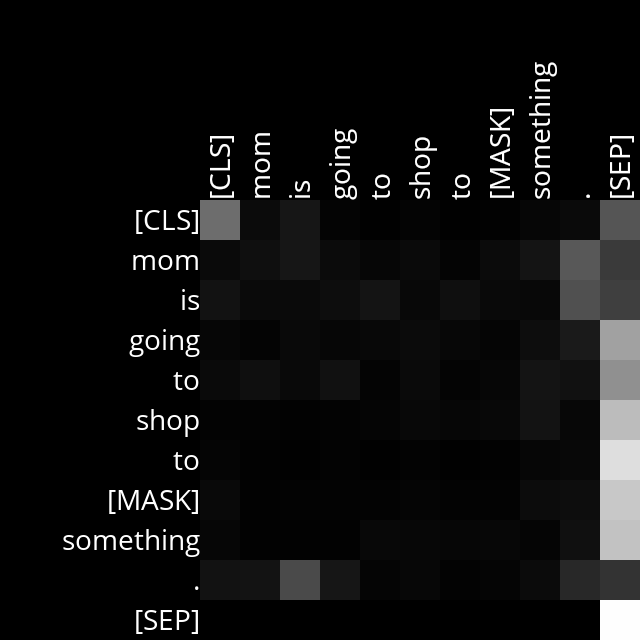 [CLS] mom is going to shop to [MASK] something . [SEP]
[CLS]
mom
is
going
to
shop
to
[MASK]
something
.
[SEP]